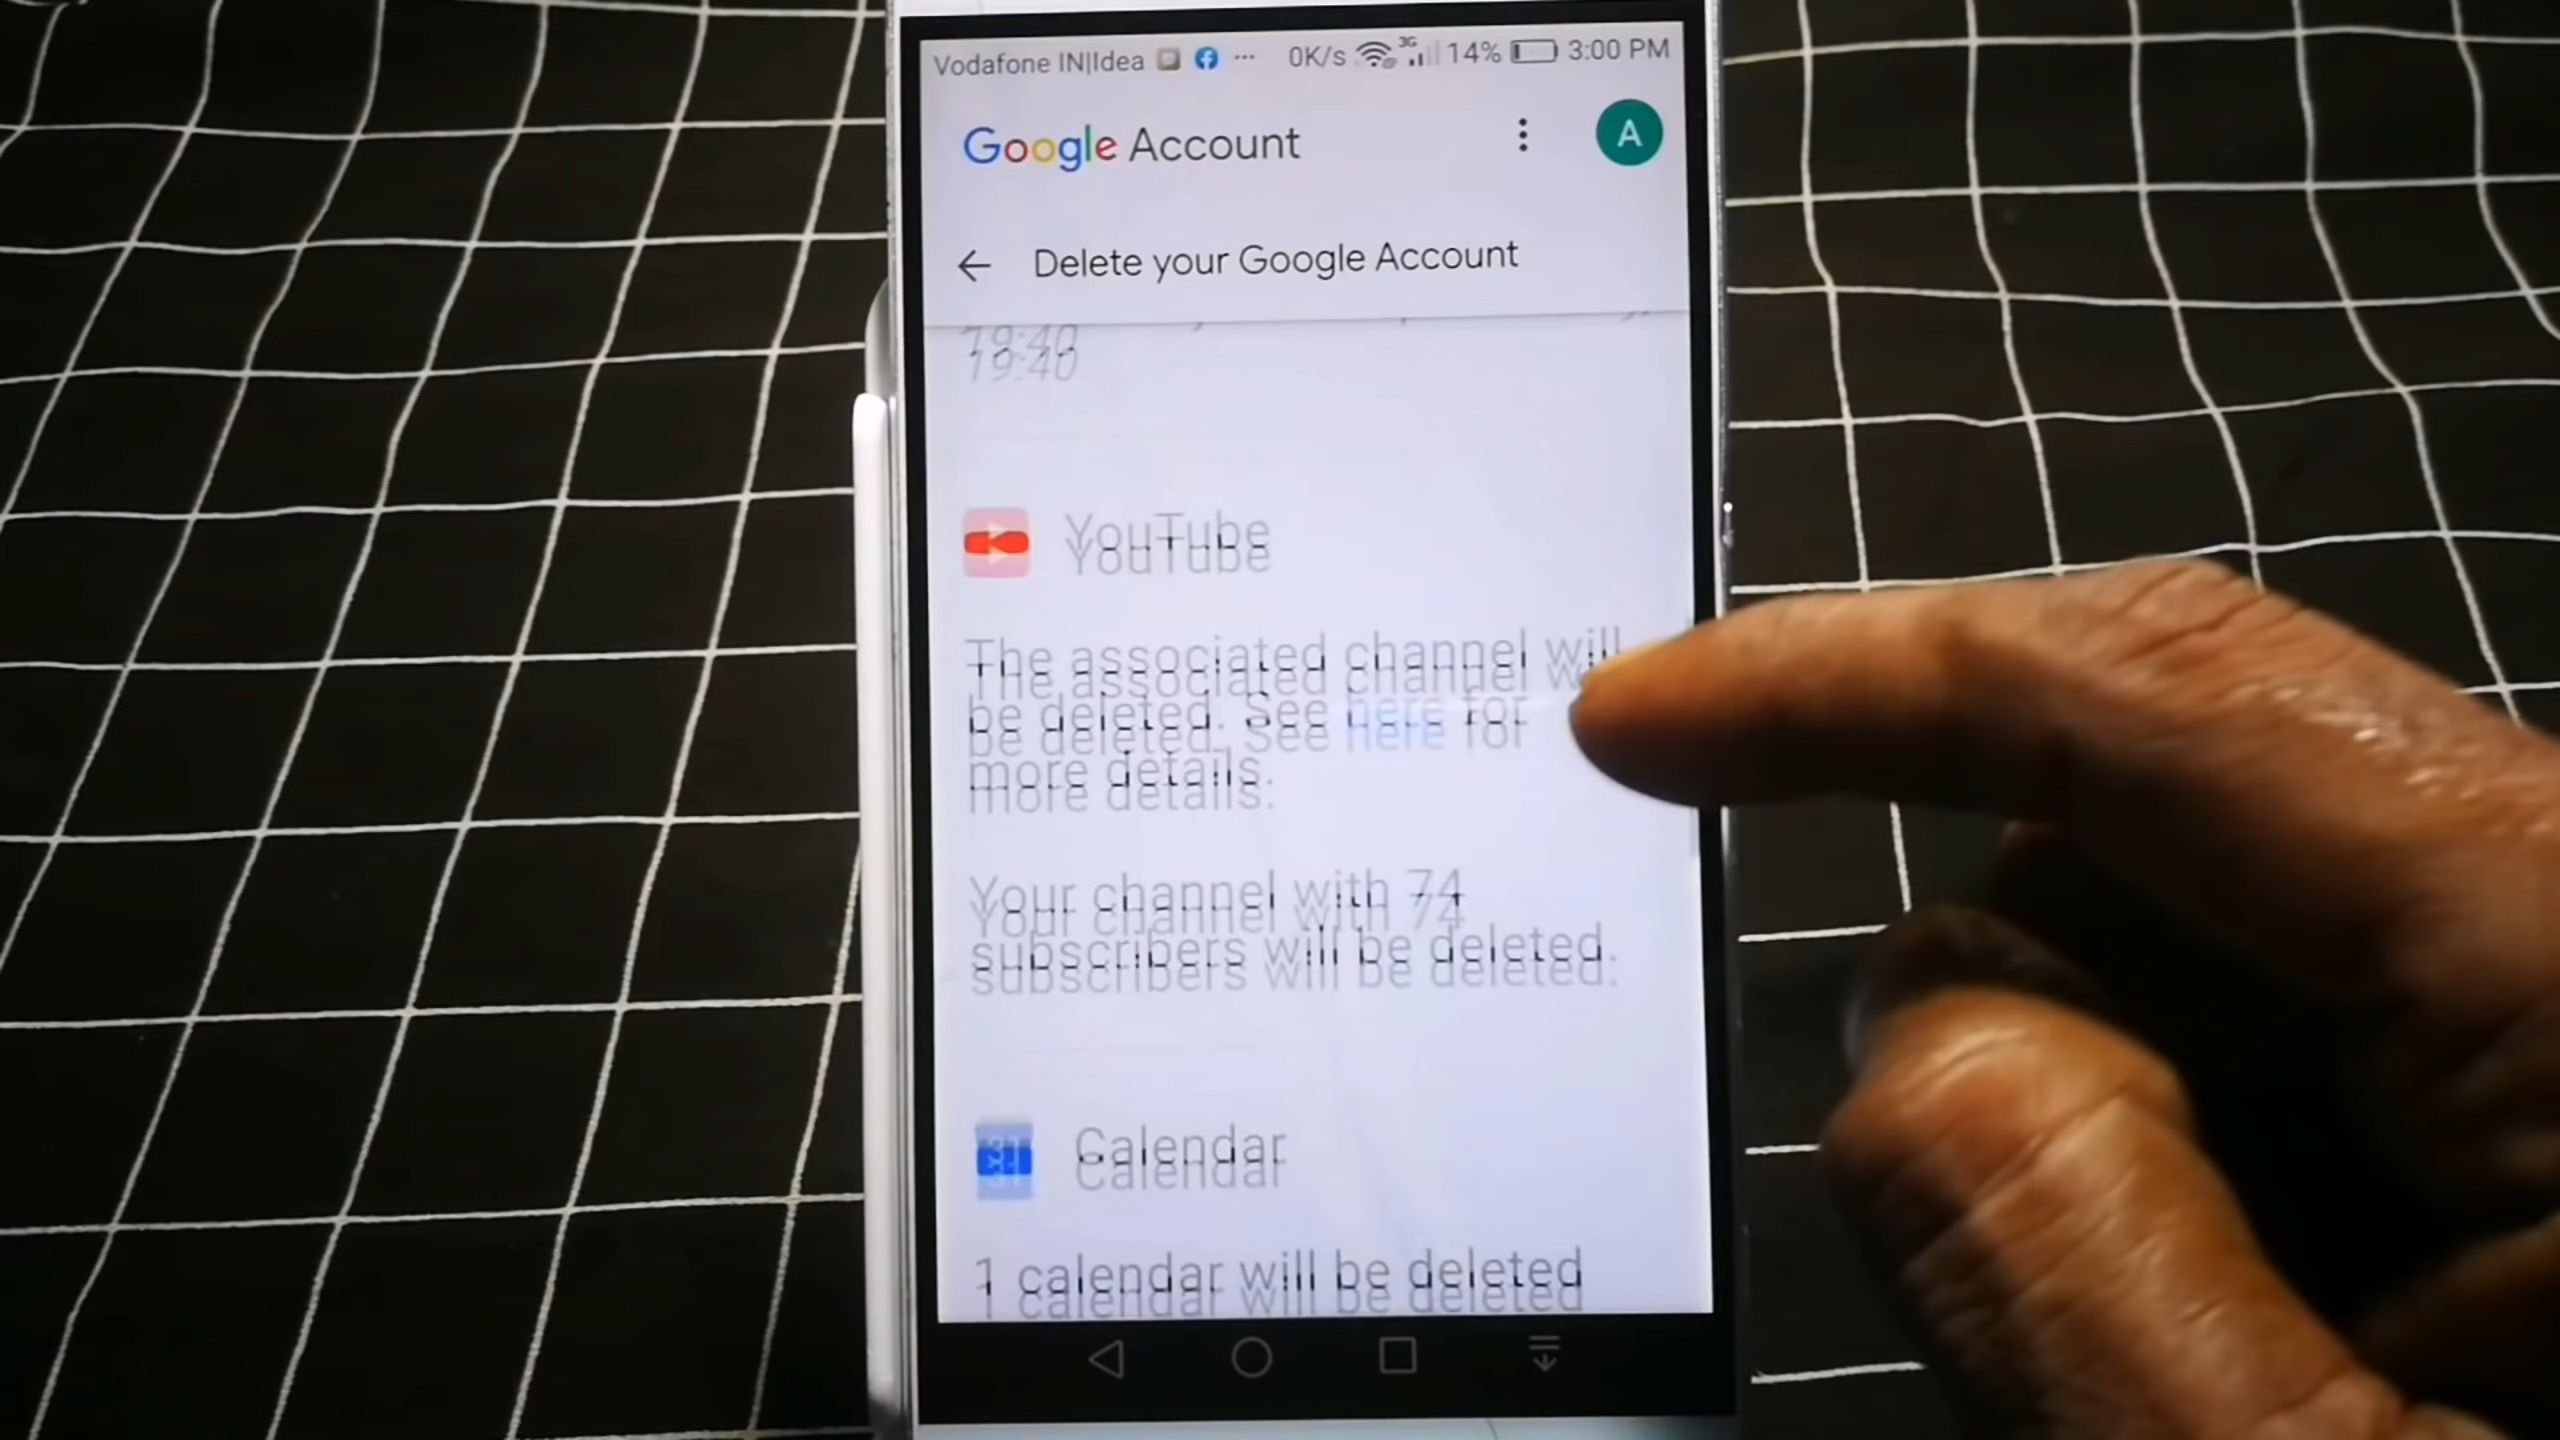 Vodafone IN|Idea ... 0K/s 3G 14% 3:00 PM
Google Account
A
Delete your Google Account
19:40
YouTube
The associated channel will
be deleted. See here for
more details.
Your channel with 74
subscribers will be deleted.
31
Calendar
1 calendar will be deleted